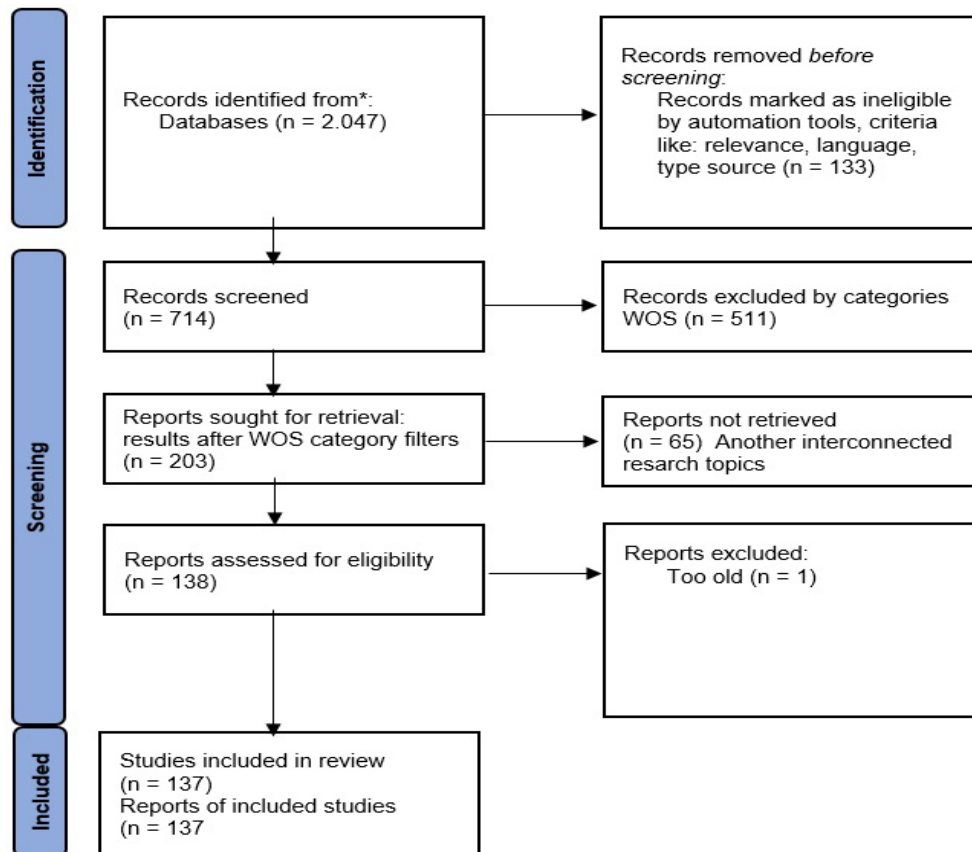 Identification
Records identified from*:
Databases (n = 2.047)
Records removed before
screening:
Records marked as ineligible
by automation tools, criteria
like: relevance, language,
type source (n = 133)
Screening
Records screened
(n = 714)
Records excluded by categories
WOS (n = 511)
Reports sought for retrieval:
results after WOS category filters
(n = 203)
Reports not retrieved
(n = 65)  Another interconnected
resarch topics
Reports assessed for eligibility
(n = 138)
Reports excluded:
Too old (n = 1)
Included
Studies included in review
(n = 137)
Reports of included studies
(n = 137